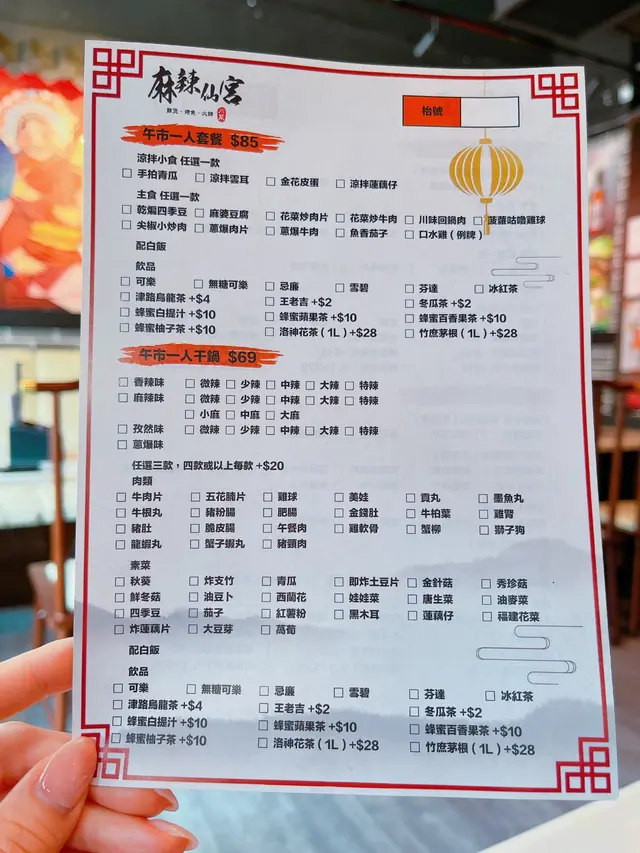 麻辣仙宮
雞煲·烤魚·火鍋
枱號
午市一人套餐 $85
涼拌小食 任選一款
□ 手拍青瓜 □ 涼拌雲耳 □ 金花皮蛋 □ 涼拌蓮藕仔
主食 任選一款
□ 乾煸四季豆 □ 麻婆豆腐 □ 花菜炒肉片 □ 花菜炒牛肉 □ 川味回鍋肉 □ 菠蘿咕嚕雞球
□ 尖椒小炒肉 □ 蔥爆肉片 □ 蔥爆牛肉 □ 魚香茄子 □ 口水雞(例牌)
配白飯
飲品
□ 可樂 □ 無糖可樂 □ 忌廉 □ 雪碧 □ 芬達 □ 冰紅茶
□ 津路烏龍茶 +$4 □ 王老吉 +$2 □ 冬瓜茶 +$2
□ 蜂蜜白提汁 +$10 □ 蜂蜜蘋果茶 +$10 □ 蜂蜜百香果茶 +$10
□ 蜂蜜柚子茶 +$10 □ 洛神花茶(1L)+$28 □ 竹庶茅根(1L)+$28
午市一人干鍋 $69
□ 香辣味 □ 微辣 □ 少辣 □ 中辣 □ 大辣 □ 特辣
□ 麻辣味 □ 微辣 □ 少辣 □ 中辣 □ 大辣 □ 特辣
□ 小麻 □ 中麻 □ 大麻
□ 孜然味 □ 微辣 □ 少辣 □ 中辣 □ 大辣 □ 特辣
□ 蔥爆味
任選三款,四款或以上每款 +$20
肉類
□ 牛肉片 □ 五花腩片 □ 雞球 □ 美娃 □ 貢丸 □ 墨魚丸
□ 牛根丸 □ 豬粉腸 □ 肥腸 □ 金錢肚 □ 牛柏葉 □ 雞腎
□ 豬肚 □ 脆皮腸 □ 午餐肉 □ 雞軟骨 □ 蟹柳 □ 獅子狗
□ 龍蝦丸 □ 蟹子蝦丸 □ 豬頸肉
素菜
□ 秋葵 □ 炸支竹 □ 青瓜 □ 即炸土豆片 □ 金針菇 □ 秀珍菇
□ 鮮冬菇 □ 油豆卜 □ 西蘭花 □ 娃娃菜 □ 唐生菜 □ 油麥菜
□ 四季豆 □ 茄子 □ 紅薯粉 □ 黑木耳 □ 蓮藕仔 □ 福建花菜
□ 炸蓮藕片 □ 大豆芽 □ 萵荀
配白飯
飲品
□ 可樂 □ 無糖可樂 □ 忌廉 □ 雪碧 □ 芬達 □ 冰紅茶
□ 津路烏龍茶 +$4 □ 王老吉 +$2 □ 冬瓜茶 +$2
□ 蜂蜜白提汁 +$10 □ 蜂蜜蘋果茶 +$10 □ 蜂蜜百香果茶 +$10
□ 蜂蜜柚子茶 +$10 □ 洛神花茶(1L)+$28 □ 竹庶茅根(1L)+$28